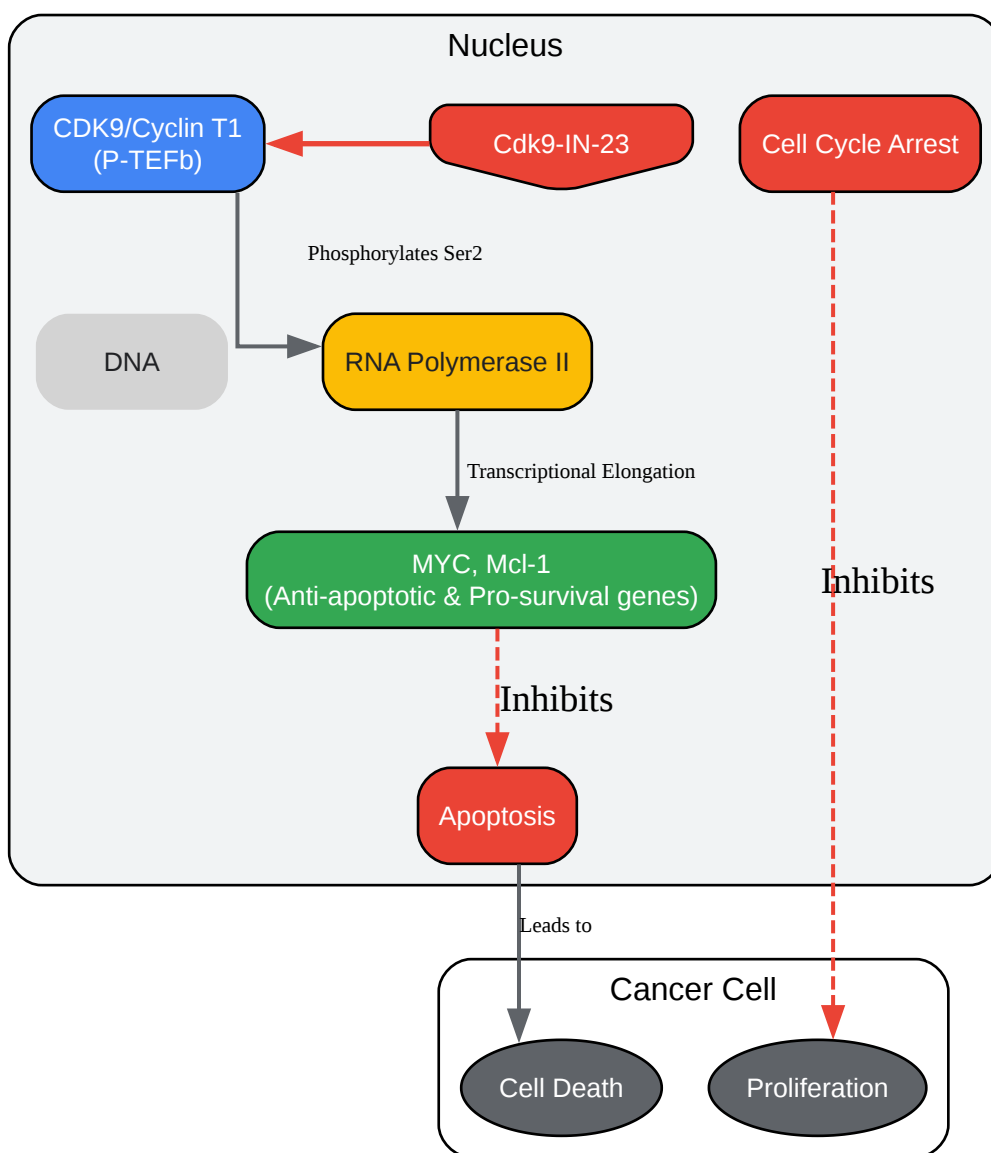 Nucleus
CDK9/Cyclin T1
(P-TEFb)
Cdk9-IN-23
Cell Cycle Arrest
Phosphorylates Ser2
DNA
RNA Polymerase II
Transcriptional Elongation
MYC, Mcl-1
(Anti-apoptotic & Pro-survival genes)
Inhibits
Inhibits
Apoptosis
Leads to
Cancer Cell
Cell Death
Proliferation